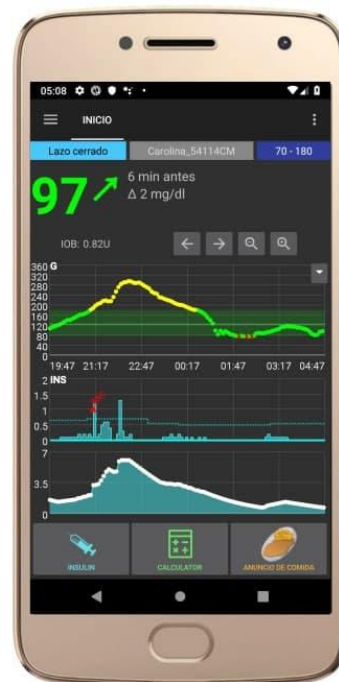 05:08
INICIO
Lazo cerrado Carolina_54114CM 70 - 180
97 6 min antes
Δ 2 mg/dl
IOB: 0.82U
360 G
320
280
240
200
160
120
80
40
0
19:47 21:17 22:47 00:17 01:47 03:17 04:47
2 INS
1.5
1
0.5
0
7
3.5
0
INSULIN CALCULATOR ANUNCIO DE COMIDA